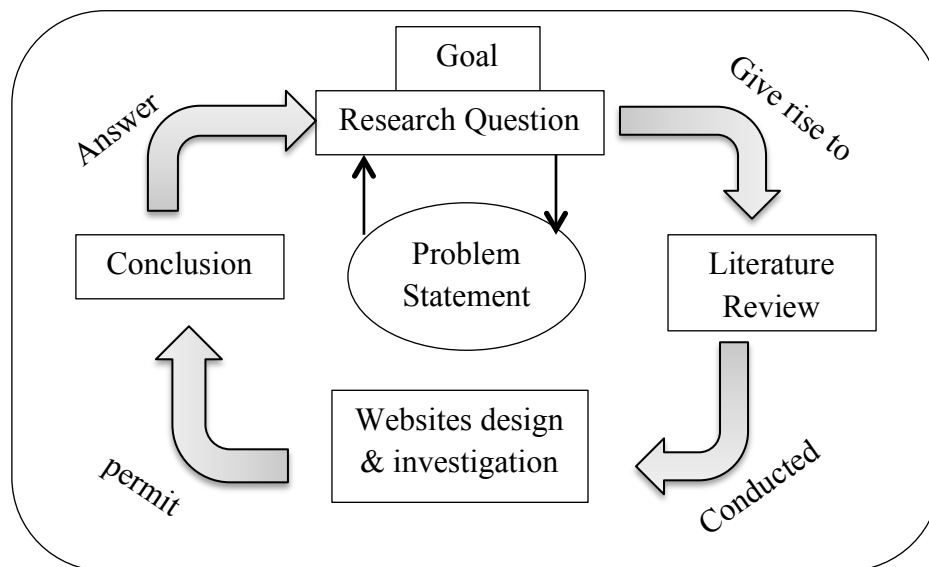 Goal
Research Question
Answer
Give rise to
Conclusion
Problem
Statement
Literature
Review
Websites design
& investigation
permit
Conducted